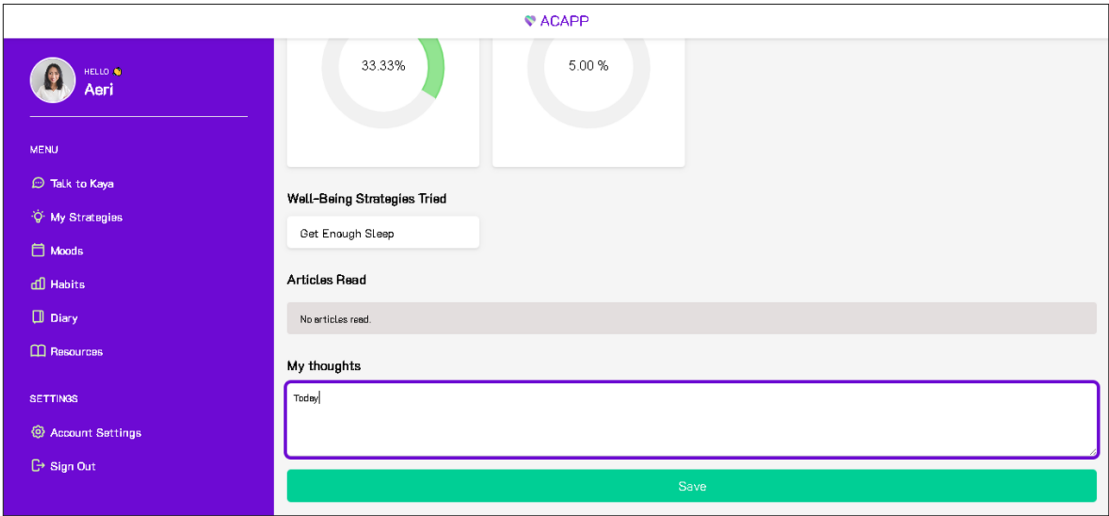 ACAPP
HELLO
Aeri
MENU
Talk to Kaya
My Strategies
Moods
Habits
Diary
Resources
SETTINGS
Account Settings
Sign Out
33.33%
5.00 %
Well-Being Strategies Tried
Get Enough Sleep
Articles Read
No articles read.
My thoughts
Today
Save